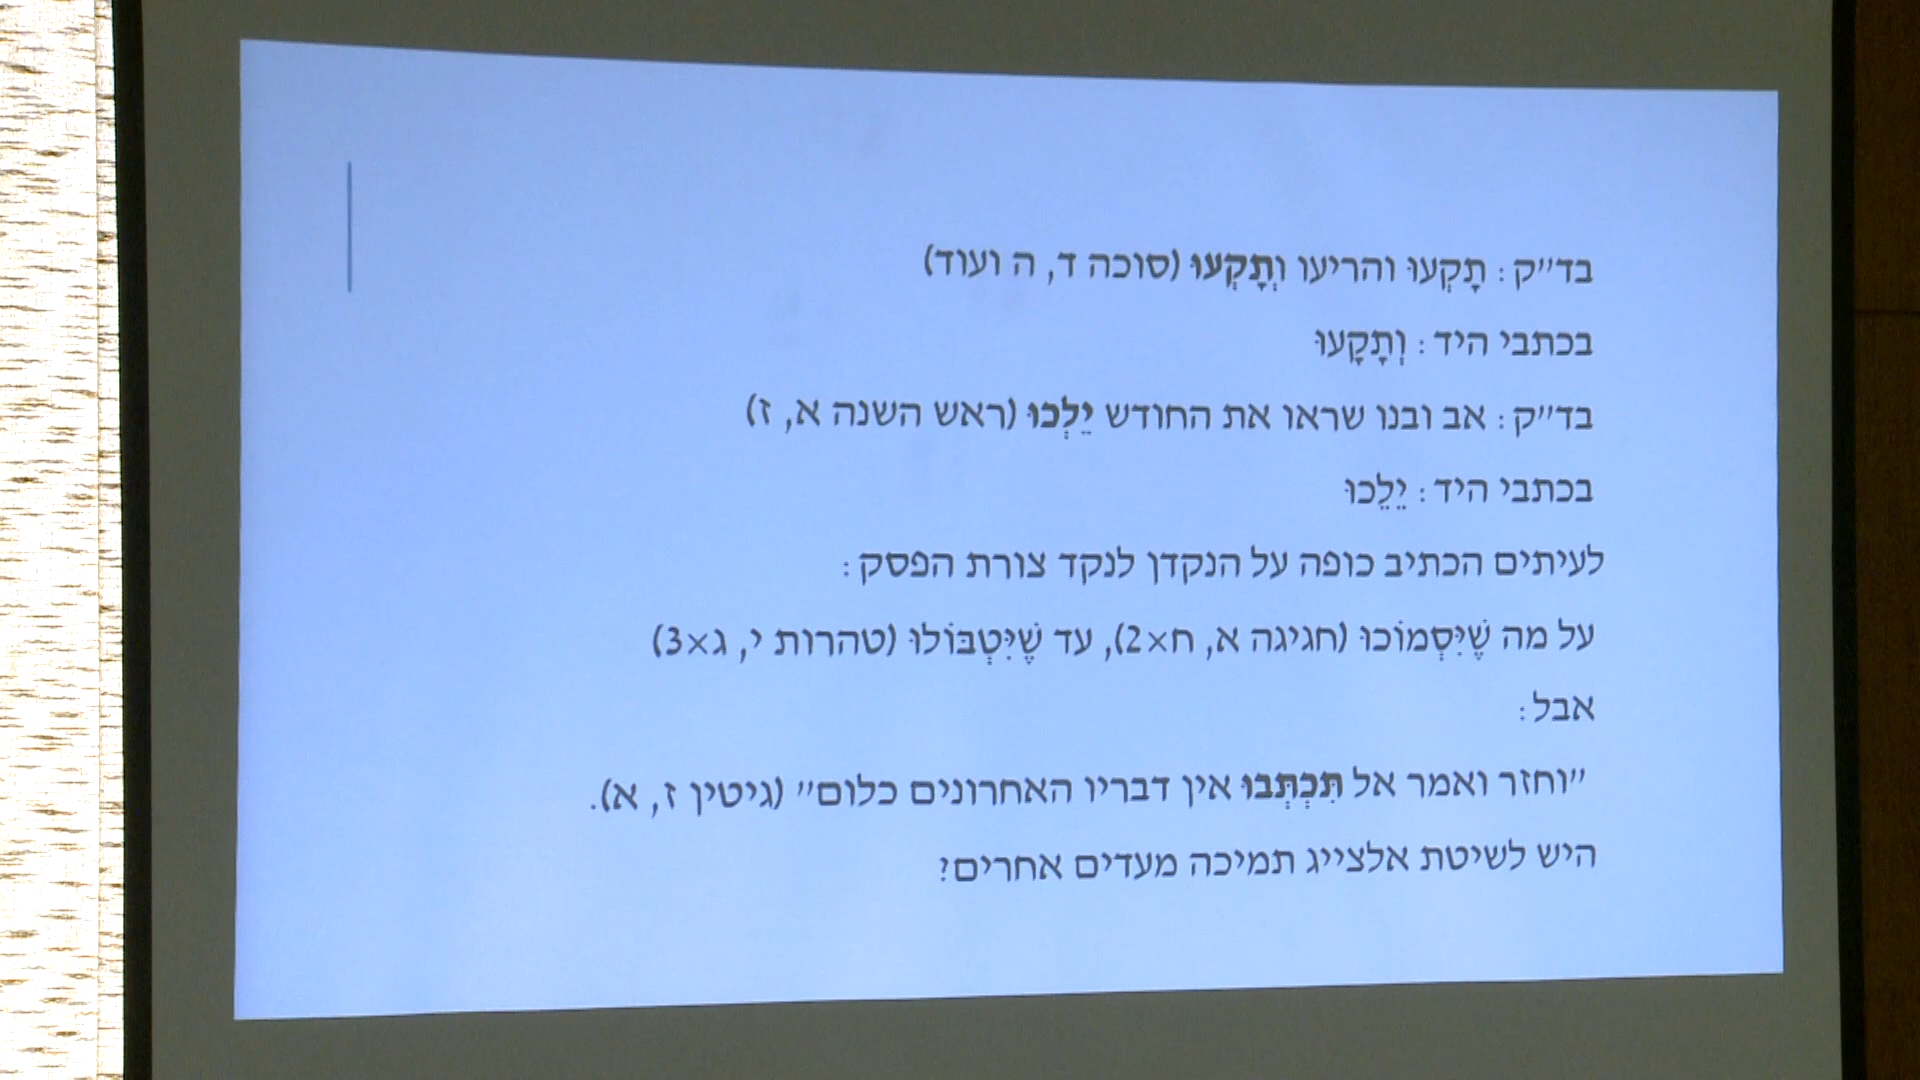 בד״ק: תָקְעוּ והריעו וְתָקְעוּ (סוכה ד, ה ועוד)
בכתבי היד: וְתָקָעוּ
בד״ק: אב ובנו שראו את החודש יֵלְכוּ (ראש השנה א, ז)
בכתבי היד: יֵלֵכוּ
לעיתים הכתיב כופה על הנקדן לנקד צורת הפסק:
על מה שֶׁיִּסְמוֹכוּ (חגיגה א, ח×2), עד שֶׁיִּטְבּוֹלוּ (טהרות י, ג×3)
אבל:
״וחזר ואמר אל תִּכְתְּבוּ אין דבריו האחרונים כלום״ (גיטין ז, א).
היש לשיטת אלצייג תמיכה מעדים אחרים?